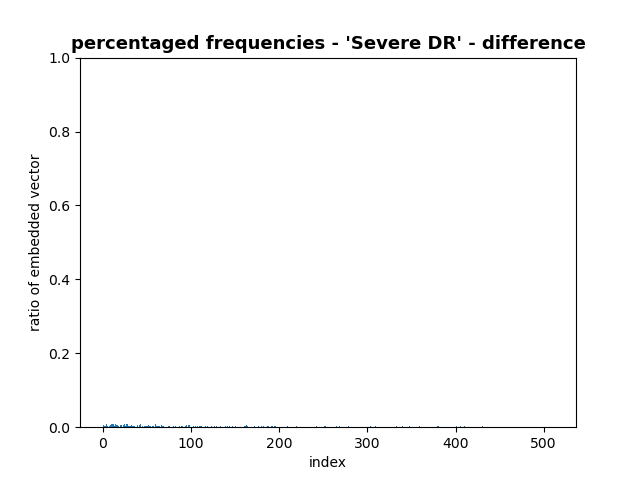 percentaged frequencies - 'Severe DR' - difference
1.0
0.8
0.6
0.4
0.2
0.0
ratio of embedded vector
0 100 200 300 400 500
index